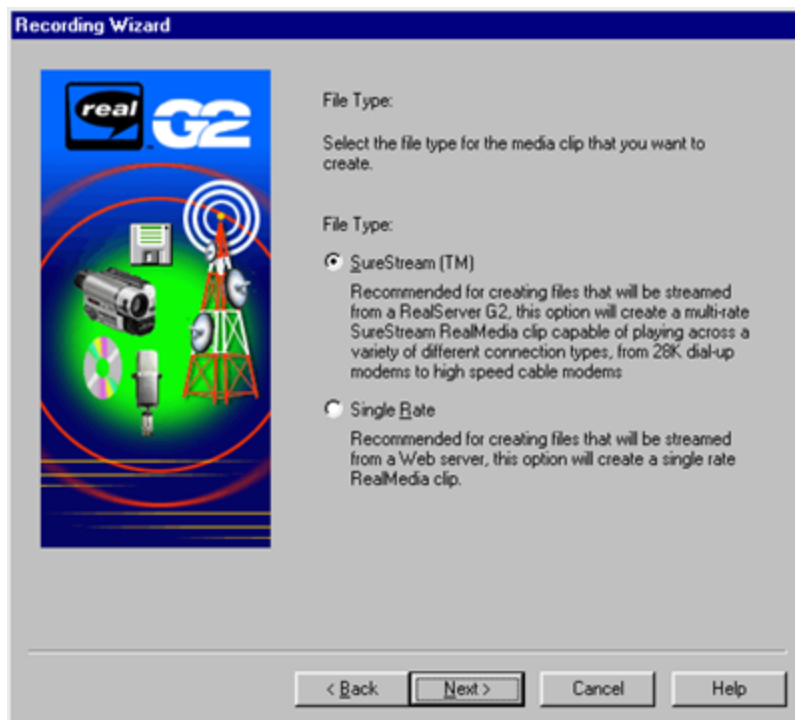 Recording Wizard
real
G2
File Type:
Select the file type for the media clip that you want to
create.
File Type:
SureStream (TM)
Recommended for creating files that will be streamed
from a RealServer G2, this option will create a multi-rate
SureStream RealMedia clip capable of playing across a
variety of different connection types, from 28K dial-up
modems to high speed cable modems
Single Rate
Recommended for creating files that will be streamed
from a Web server, this option will create a single rate
RealMedia clip.
< Back Next > Cancel Help